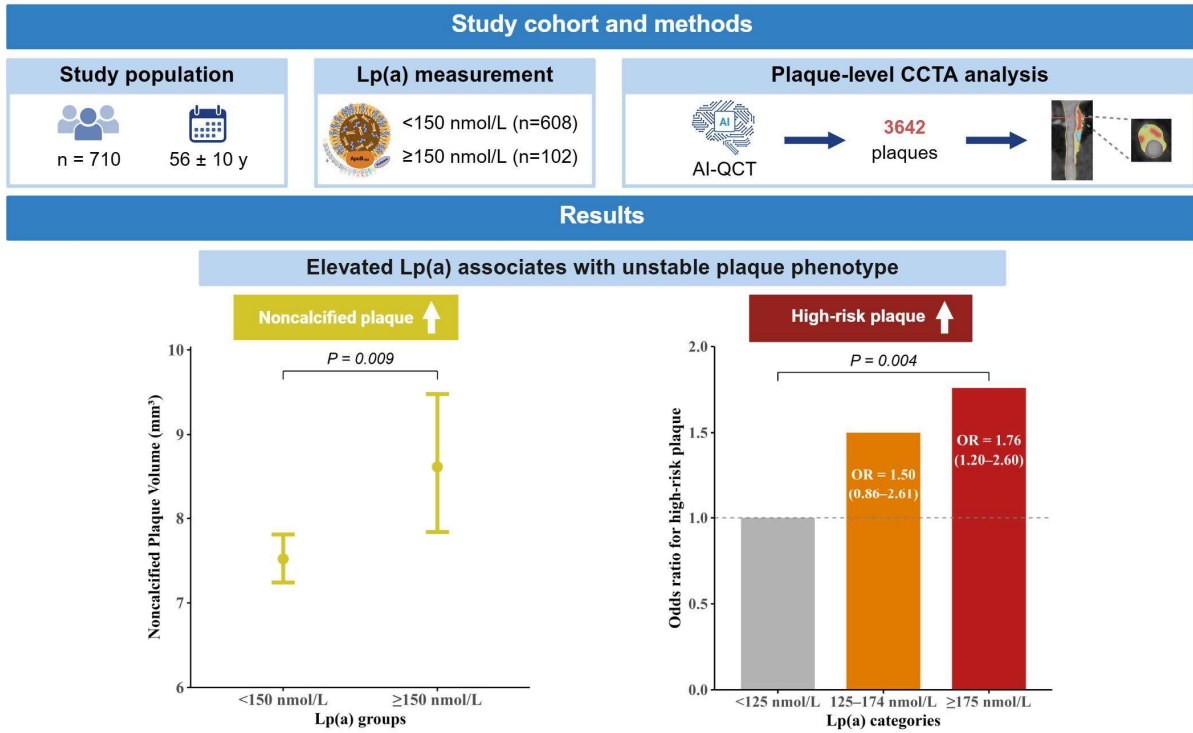 Study cohort and methods
Study population
n = 710
56 ± 10 y
Lp(a) measurement
<150 nmol/L (n=608)
≥150 nmol/L (n=102)
Plaque-level CCTA analysis
AI
AI-QCT
3642
plaques
Results
Elevated Lp(a) associates with unstable plaque phenotype
Noncalcified plaque
P = 0.009
Noncalcified Plaque Volume (mm³)
10
9
8
7
6
<150 nmol/L
≥150 nmol/L
Lp(a) groups
High-risk plaque
P = 0.004
Odds ratio for high-risk plaque
2.0
1.5
1.0
0.5
0.0
OR = 1.50
(0.86–2.61)
OR = 1.76
(1.20–2.60)
<125 nmol/L
125–174 nmol/L
≥175 nmol/L
Lp(a) categories